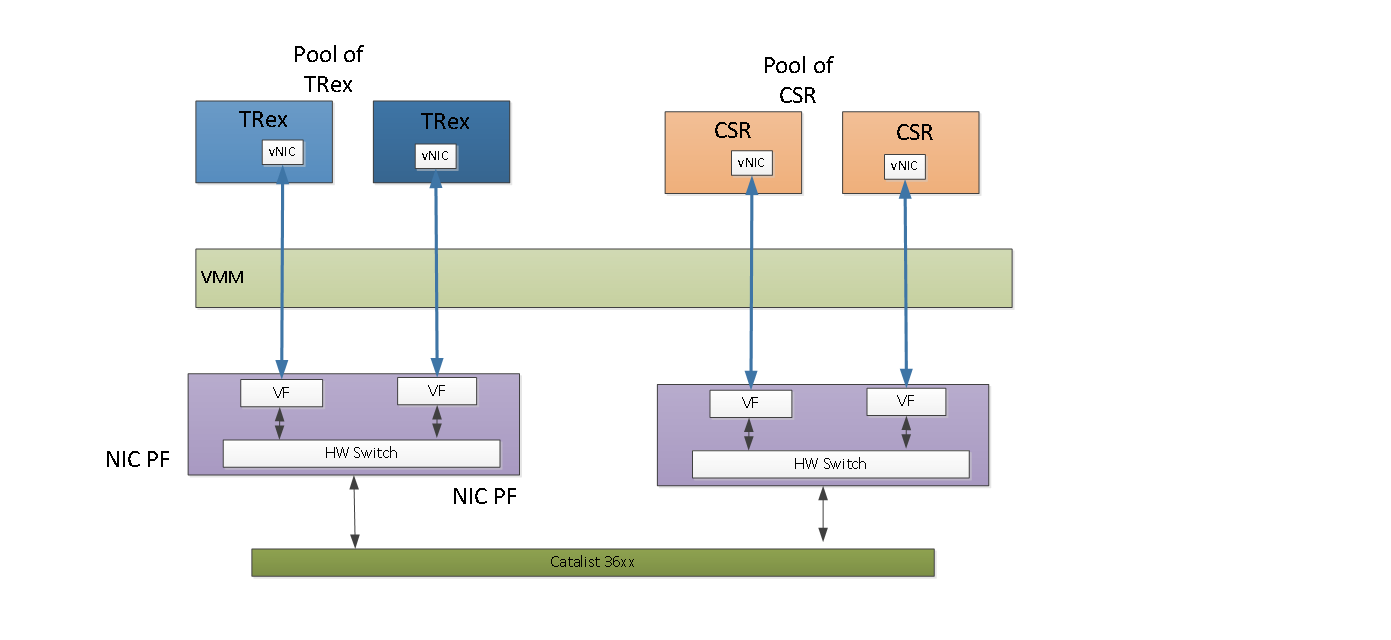 Pool of
TRex
Pool of
CSR
TRex
vNIC
TRex
vNIC
CSR
vNIC
CSR
vNIC
VMM
VF
VF
HW Switch
VF
VF
HW Switch
NIC PF
NIC PF
Catalist 36xx